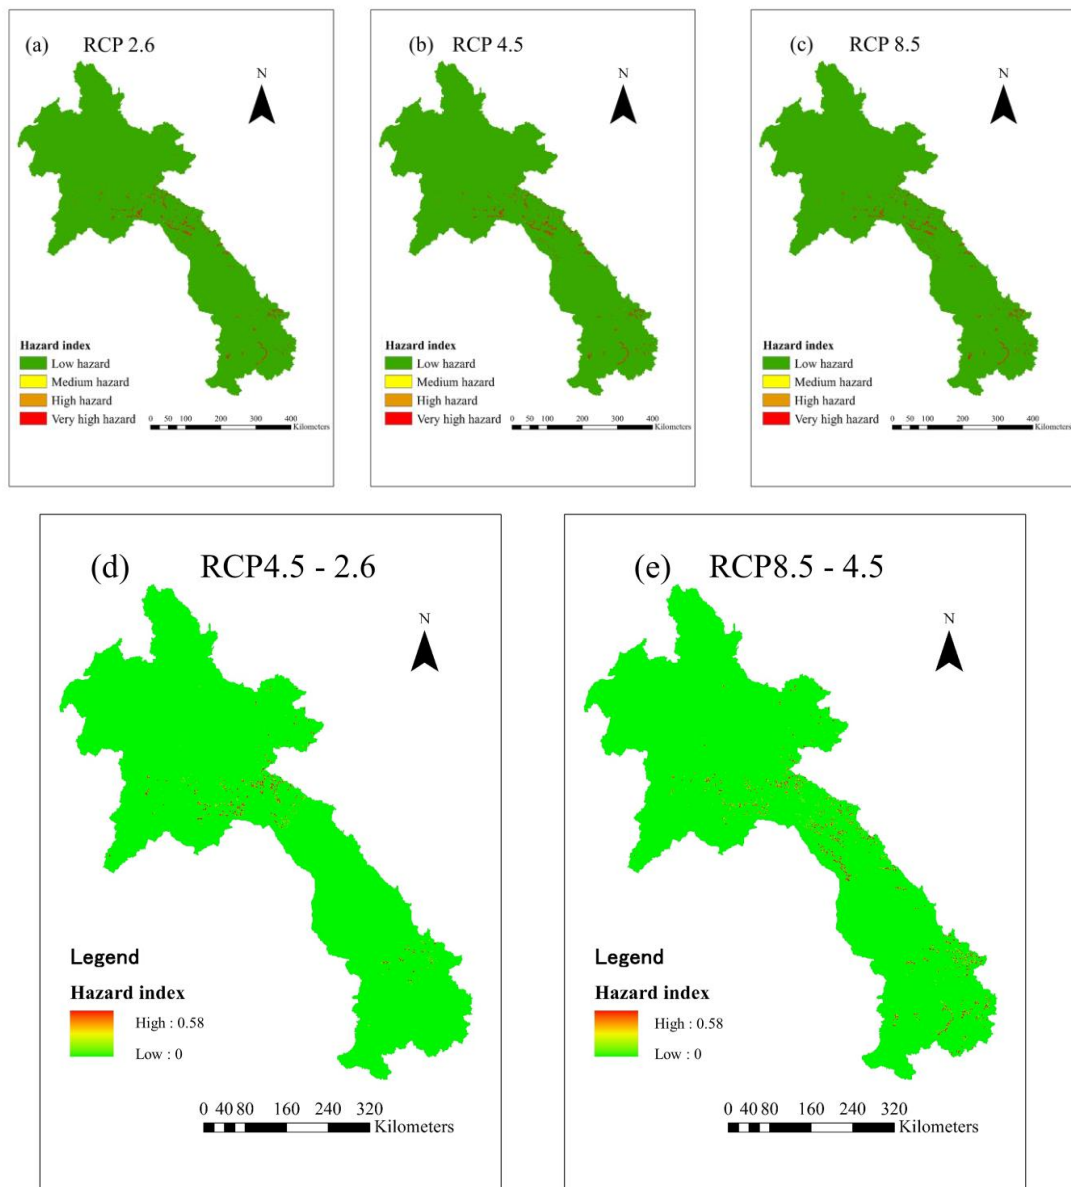 (a) RCP 2.6
N
Hazard index
Low hazard
Medium hazard
High hazard
Very high hazard
0 50 100 200 300 400
Kilometers
(b) RCP 4.5
N
Hazard index
Low hazard
Medium hazard
High hazard
Very high hazard
0 50 100 200 300 400
Kilometers
(c) RCP 8.5
N
Hazard index
Low hazard
Medium hazard
High hazard
Very high hazard
0 50 100 200 300 400
Kilometers
(d) RCP4.5 - 2.6
N
Legend
Hazard index
High : 0.58
Low : 0
0 40 80 160 240 320
Kilometers
(e) RCP8.5 - 4.5
N
Legend
Hazard index
High : 0.58
Low : 0
0 40 80 160 240 320
Kilometers